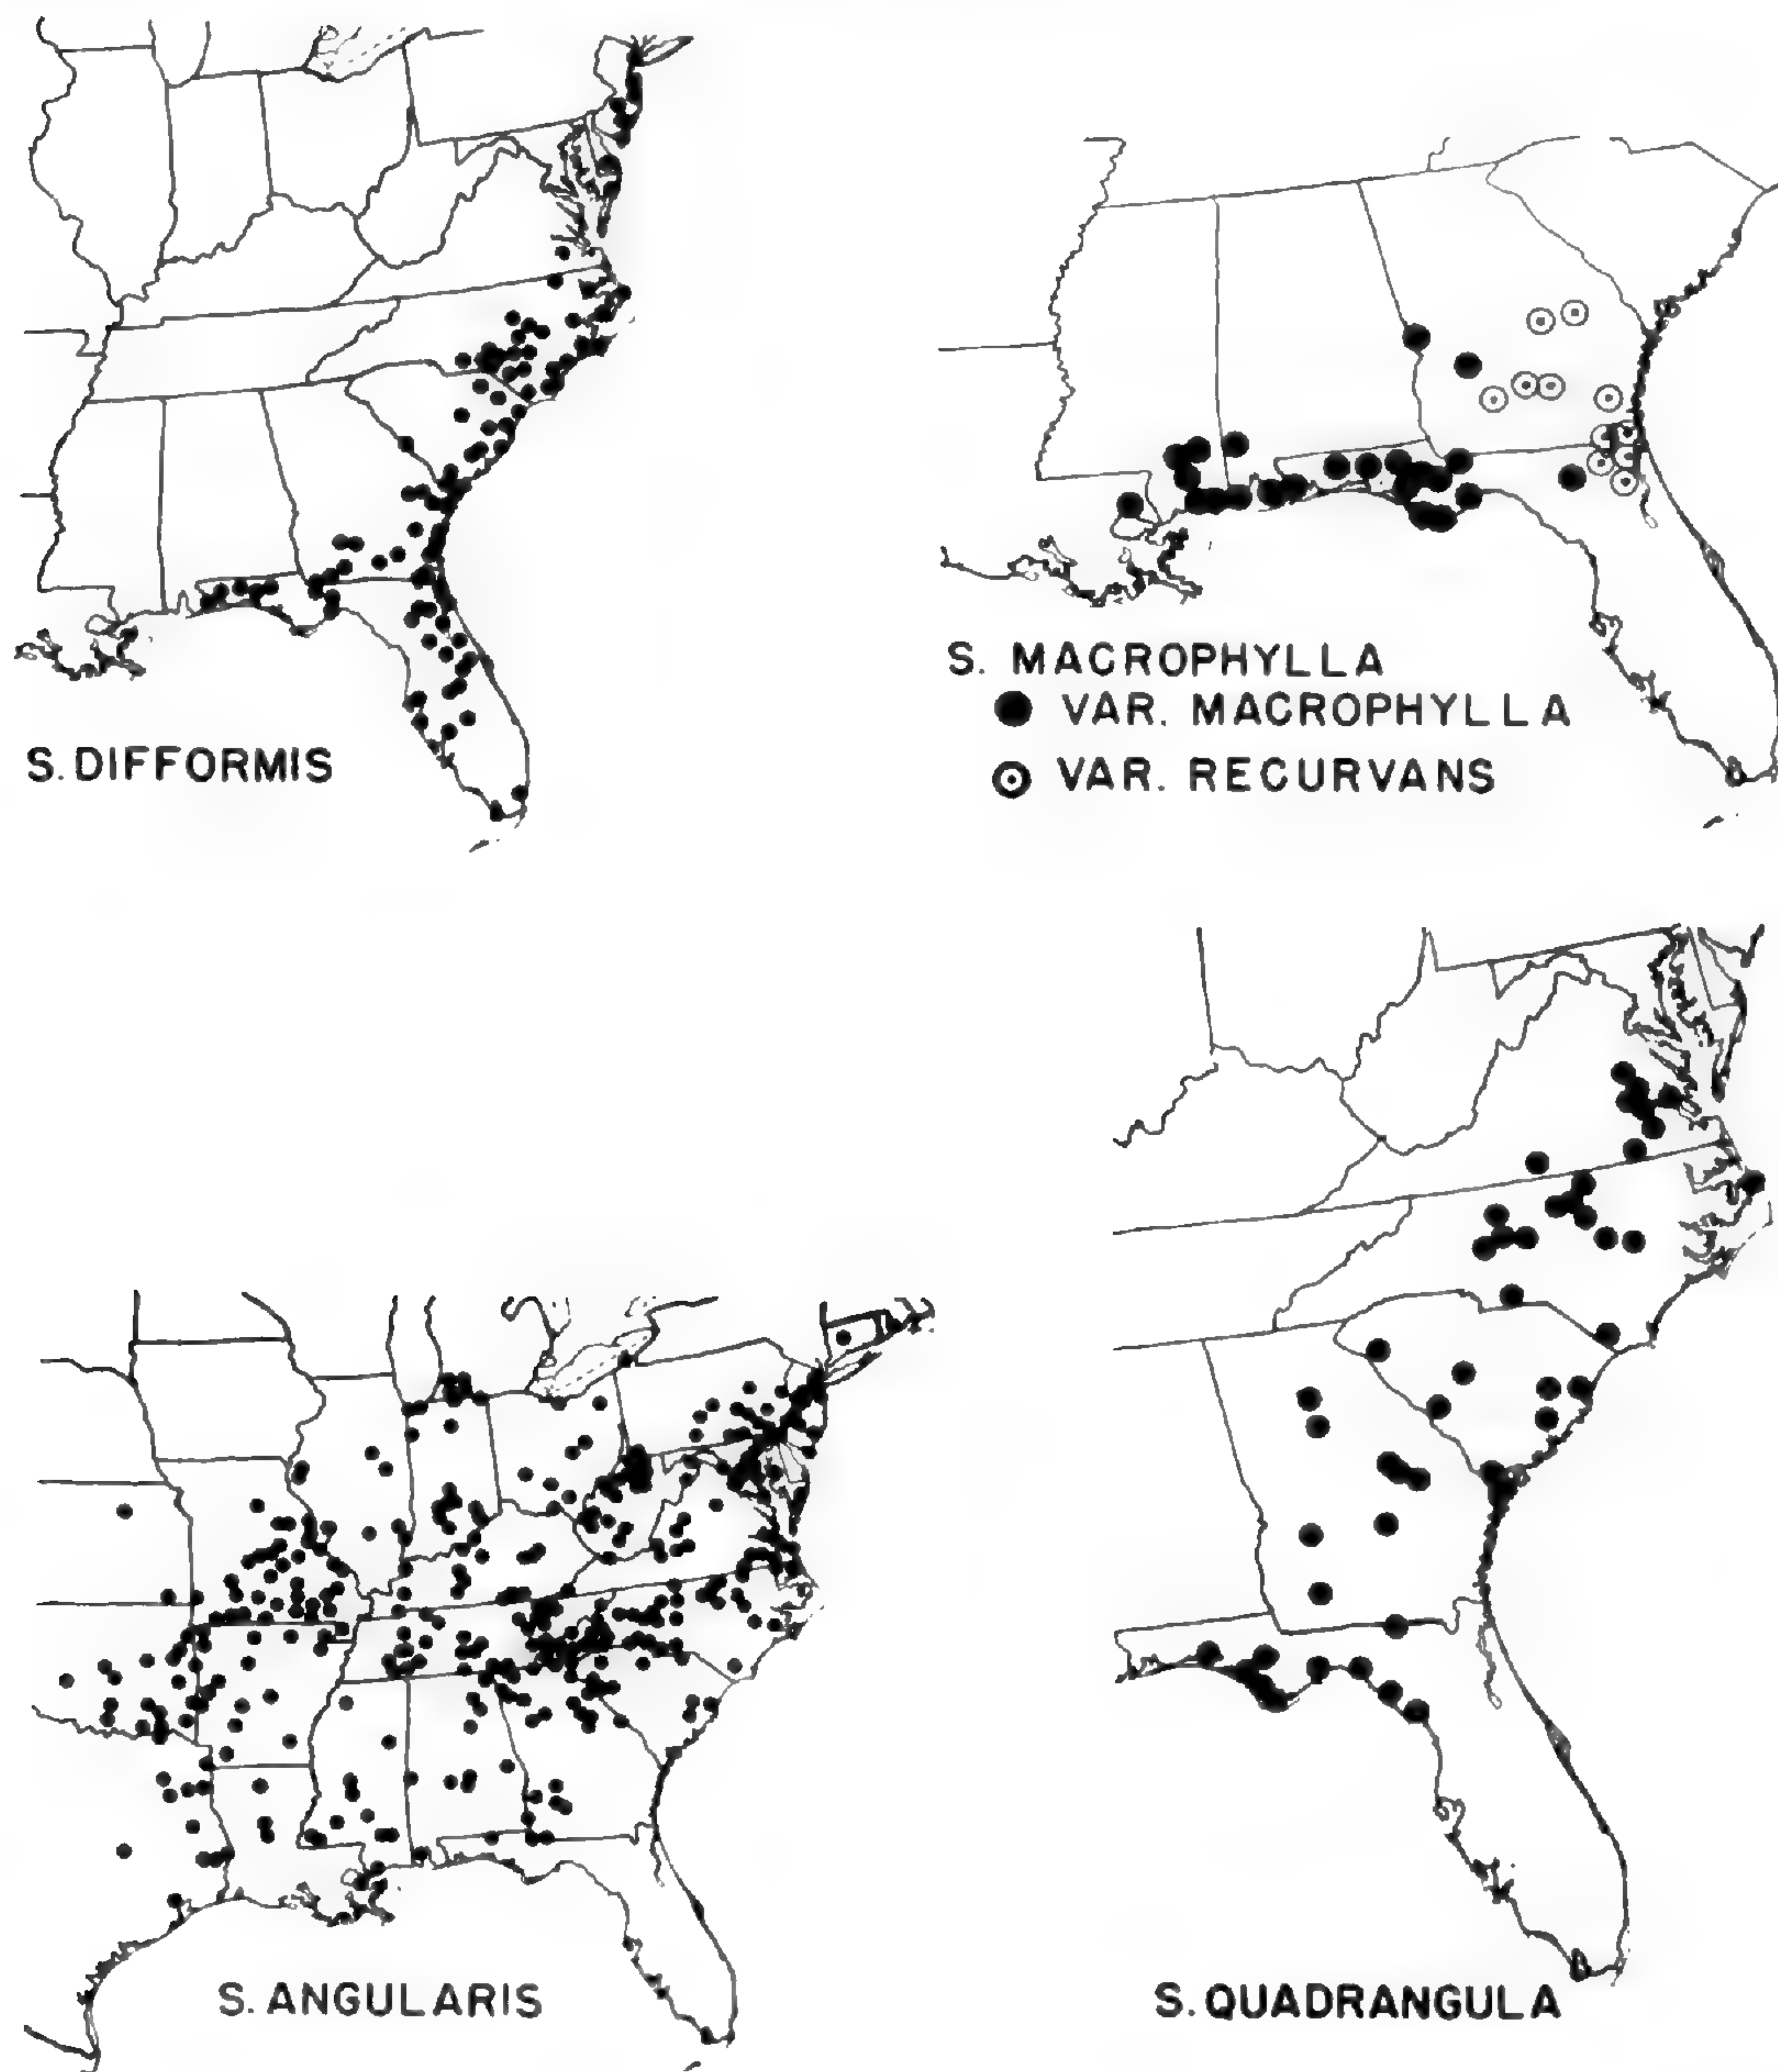 S. DIFFORMIS
S. MACROPHYLLA
VAR. MACROPHYLLA
VAR. RECURVANS
S. ANGULARIS
S. QUADRANGULA